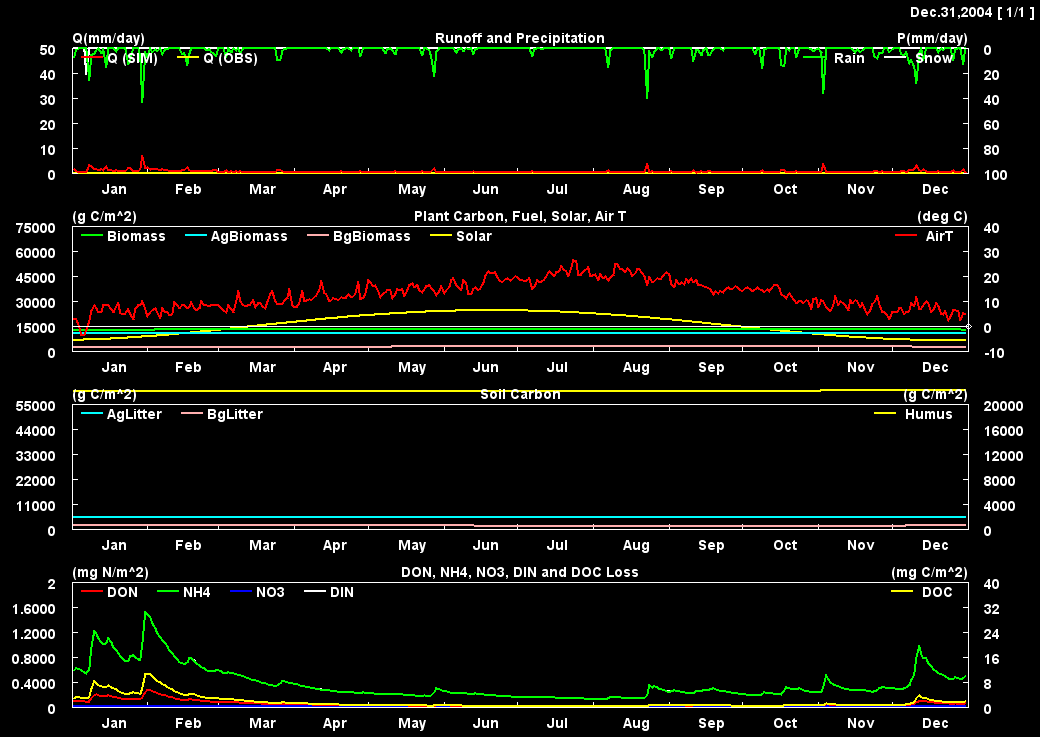 Dec.31,2004 [ 1/1 ]
Q(mm/day) Runoff and Precipitation P(mm/day)
50 Q (SIM) Q (OBS) Rain Snow 0
40 20
30 40
20 60
10 80
0 100
Jan Feb Mar Apr May Jun Jul Aug Sep Oct Nov Dec
(g C/m^2) Plant Carbon, Fuel, Solar, Air T (deg C)
75000 40
Biomass AgBiomass BgBiomass Solar AirT
60000 30
45000 20
30000 10
15000 0
0 -10
Jan Feb Mar Apr May Jun Jul Aug Sep Oct Nov Dec
(g C/m^2) Soil Carbon (g C/m^2)
55000 20000
AgLitter BgLitter Humus
44000 16000
33000 12000
22000 8000
11000 4000
0 0
Jan Feb Mar Apr May Jun Jul Aug Sep Oct Nov Dec
(mg N/m^2) DON, NH4, NO3, DIN and DOC Loss (mg C/m^2)
2 40
DON NH4 NO3 DIN DOC
1.6000 32
1.2000 24
0.8000 16
0.4000 8
0 0
Jan Feb Mar Apr May Jun Jul Aug Sep Oct Nov Dec